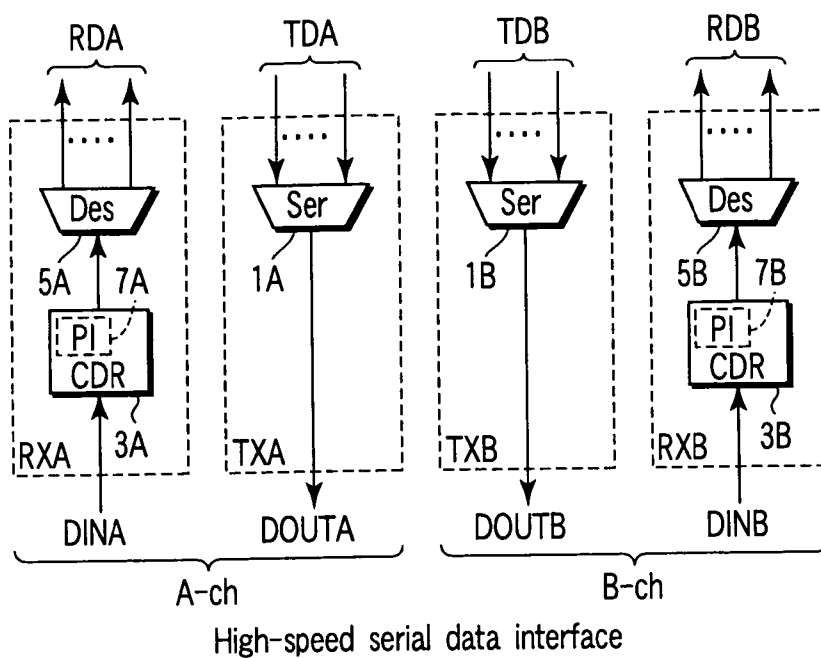 RDA TDA TDB RDB
.... .... .... ....
Des Ser Ser Des
5A 7A 1A 1B 5B 7B
PI PI
CDR CDR
RXA 3A TXA TXB RXB 3B
DINA DOUTA DOUTB DINB
A-ch B-ch
High-speed serial data interface